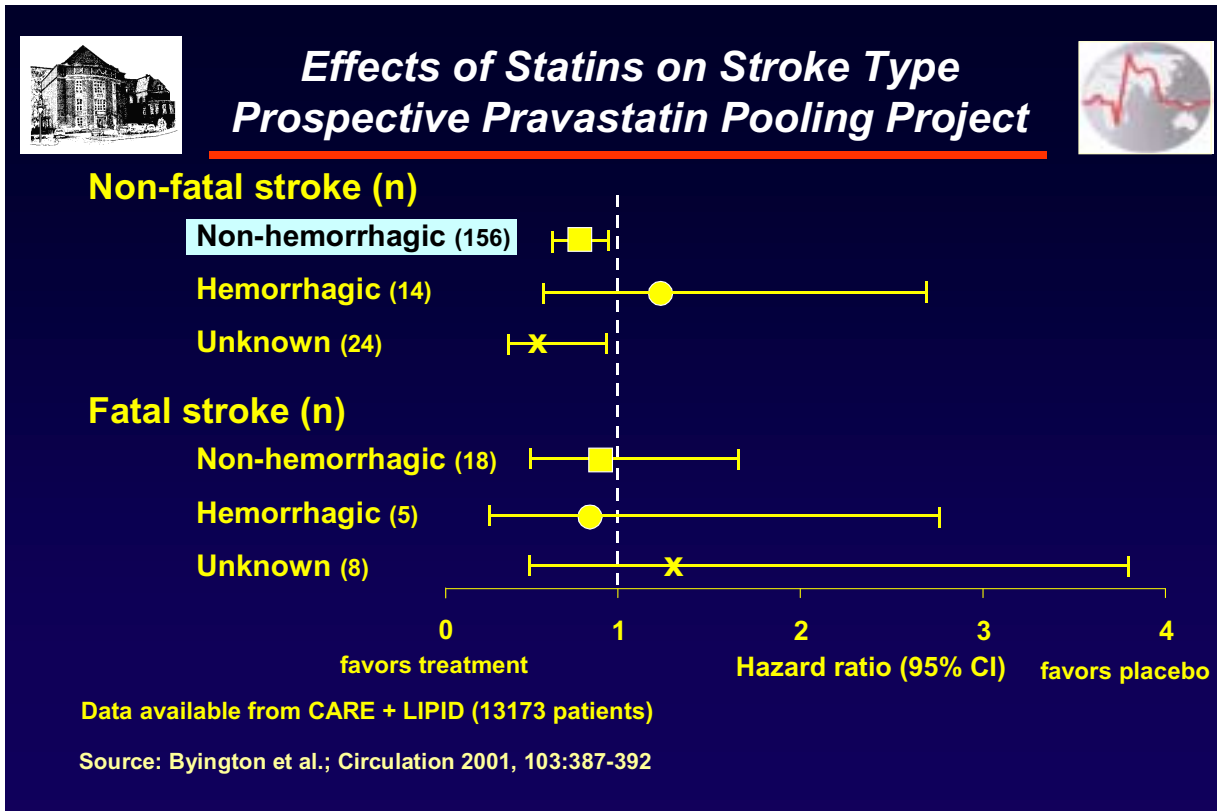 Effects of Statins on Stroke Type
Prospective Pravastatin Pooling Project
Non-fatal stroke (n)
Non-hemorrhagic (156)
Hemorrhagic (14)
Unknown (24)
x
Fatal stroke (n)
Non-hemorrhagic (18)
Hemorrhagic (5)
Unknown (8)
x
0 1 2 3 4
favors treatment Hazard ratio (95% CI) favors placebo
Data available from CARE + LIPID (13173 patients)
Source: Byington et al.; Circulation 2001, 103:387-392